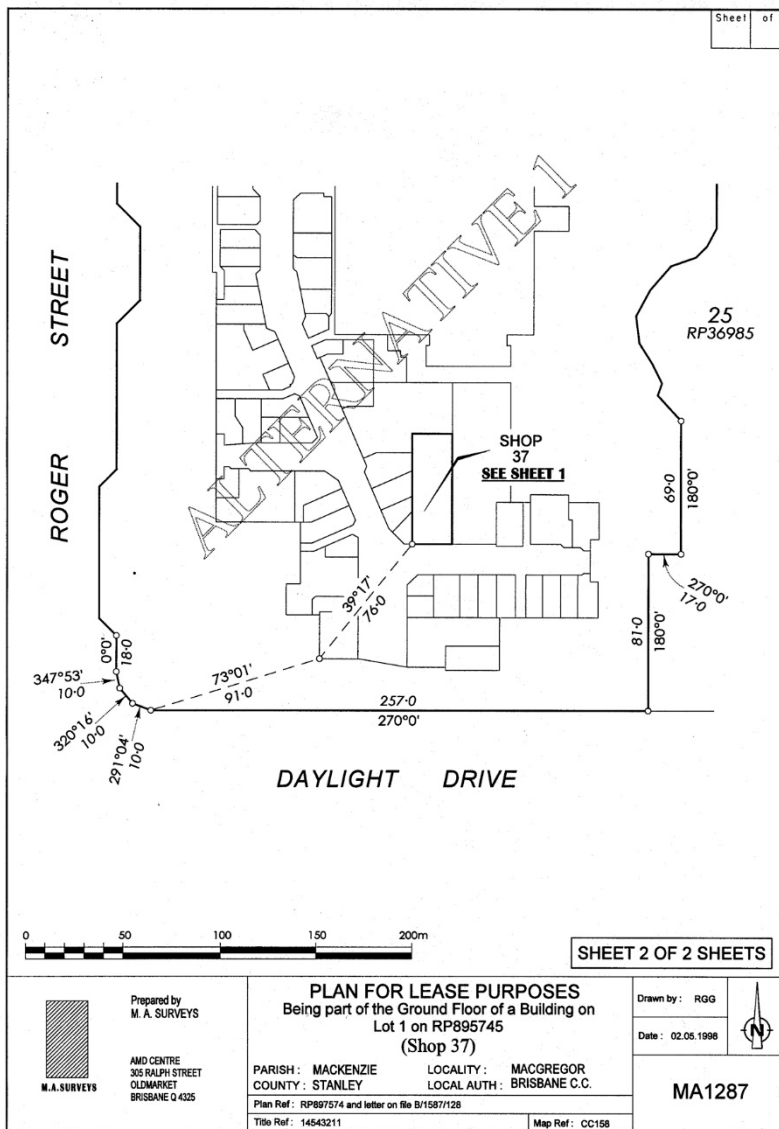 Sheet of
ALTERNATIVE 1
ROGER STREET
25
RP36985
SHOP
37
SEE SHEET 1
69·0
180°0'
270°0'
17·0
81·0
180°0'
39°17'
76·0
73°01'
91·0
257·0
270°0'
0°0'
18·0
347°53'
10·0
320°16'
10·0
291°04'
10·0
DAYLIGHT DRIVE
0 50 100 150 200m
SHEET 2 OF 2 SHEETS
M.A.SURVEYS
Prepared by
M. A. SURVEYS
AMD CENTRE
305 RALPH STREET
OLDMARKET
BRISBANE Q 4325
PLAN FOR LEASE PURPOSES
Being part of the Ground Floor of a Building on
Lot 1 on RP895745
(Shop 37)
PARISH : MACKENZIE LOCALITY : MACGREGOR
COUNTY : STANLEY LOCAL AUTH : BRISBANE C.C.
Plan Ref : RP897574 and letter on file B/1587/128
Title Ref : 14543211 Map Ref : CC158
Drawn by : RGG
Date : 02.05.1998
N
MA1287